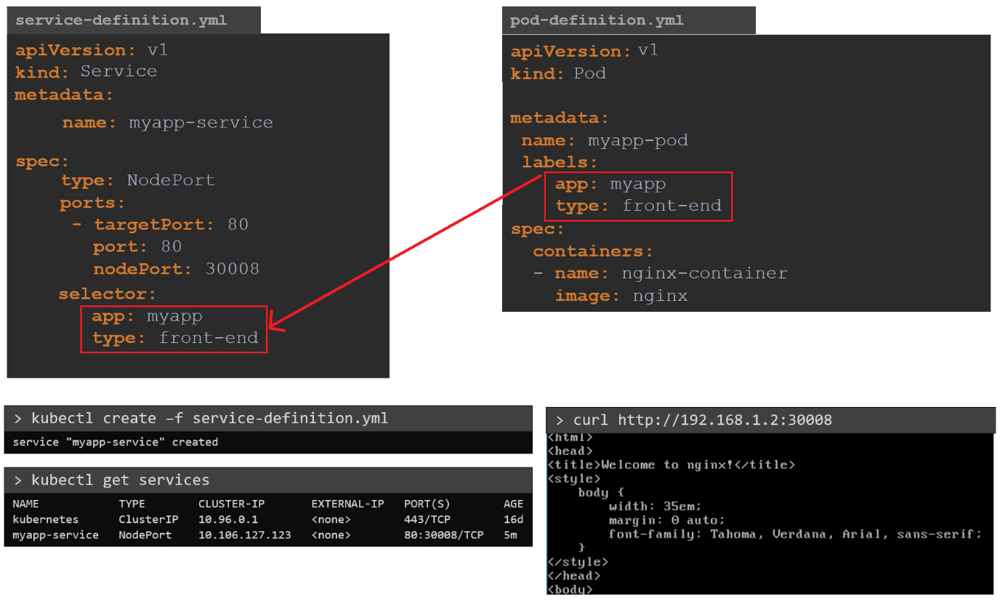 service-definition.yml
apiVersion: v1
kind: Service
metadata:
name: myapp-service
spec:
type: NodePort
ports:
- targetPort: 80
port: 80
nodePort: 30008
selector:
app: myapp
type: front-end
pod-definition.yml
apiVersion: v1
kind: Pod
metadata:
name: myapp-pod
labels:
app: myapp
type: front-end
spec:
containers:
- name: nginx-container
image: nginx
> kubectl create –f service-definition.yml
service "myapp-service" created
> kubectl get services
NAME TYPE CLUSTER-IP EXTERNAL-IP PORT(S) AGE
kubernetes ClusterIP 10.96.0.1 <none> 443/TCP 16d
myapp-service NodePort 10.106.127.123 <none> 80:30008/TCP 5m
> curl http://192.168.1.2:30008
<html>
<head>
<title>Welcome to nginx!</title>
<style>
body {
width: 35em;
margin: 0 auto;
font-family: Tahoma, Verdana, Arial, sans-serif;
}
</style>
</head>
<body>